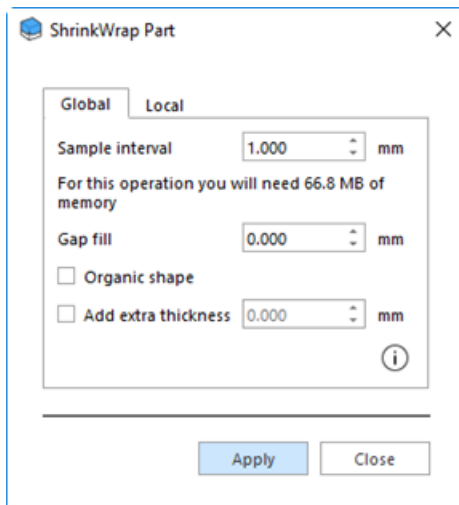 ShrinkWrap Part
Global Local
Sample interval 1.000 mm
For this operation you will need 66.8 MB of
memory
Gap fill 0.000 mm
Organic shape
Add extra thickness 0.000 mm
Apply Close